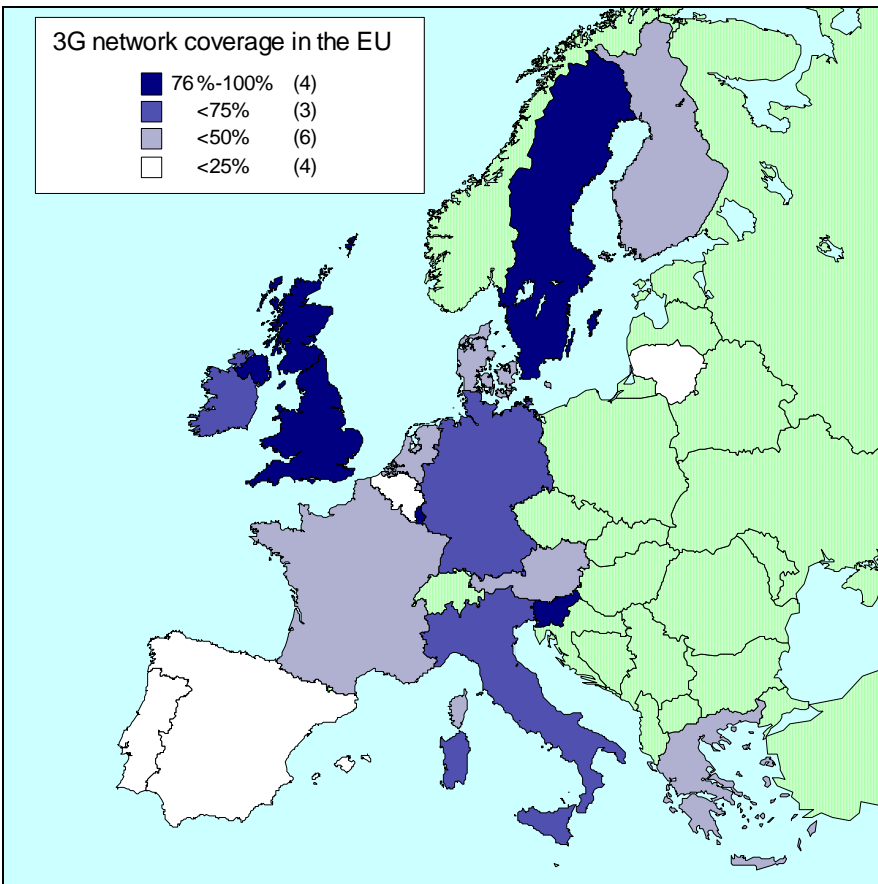 3G network coverage in the EU
76%-100% (4)
<75% (3)
<50% (6)
<25% (4)